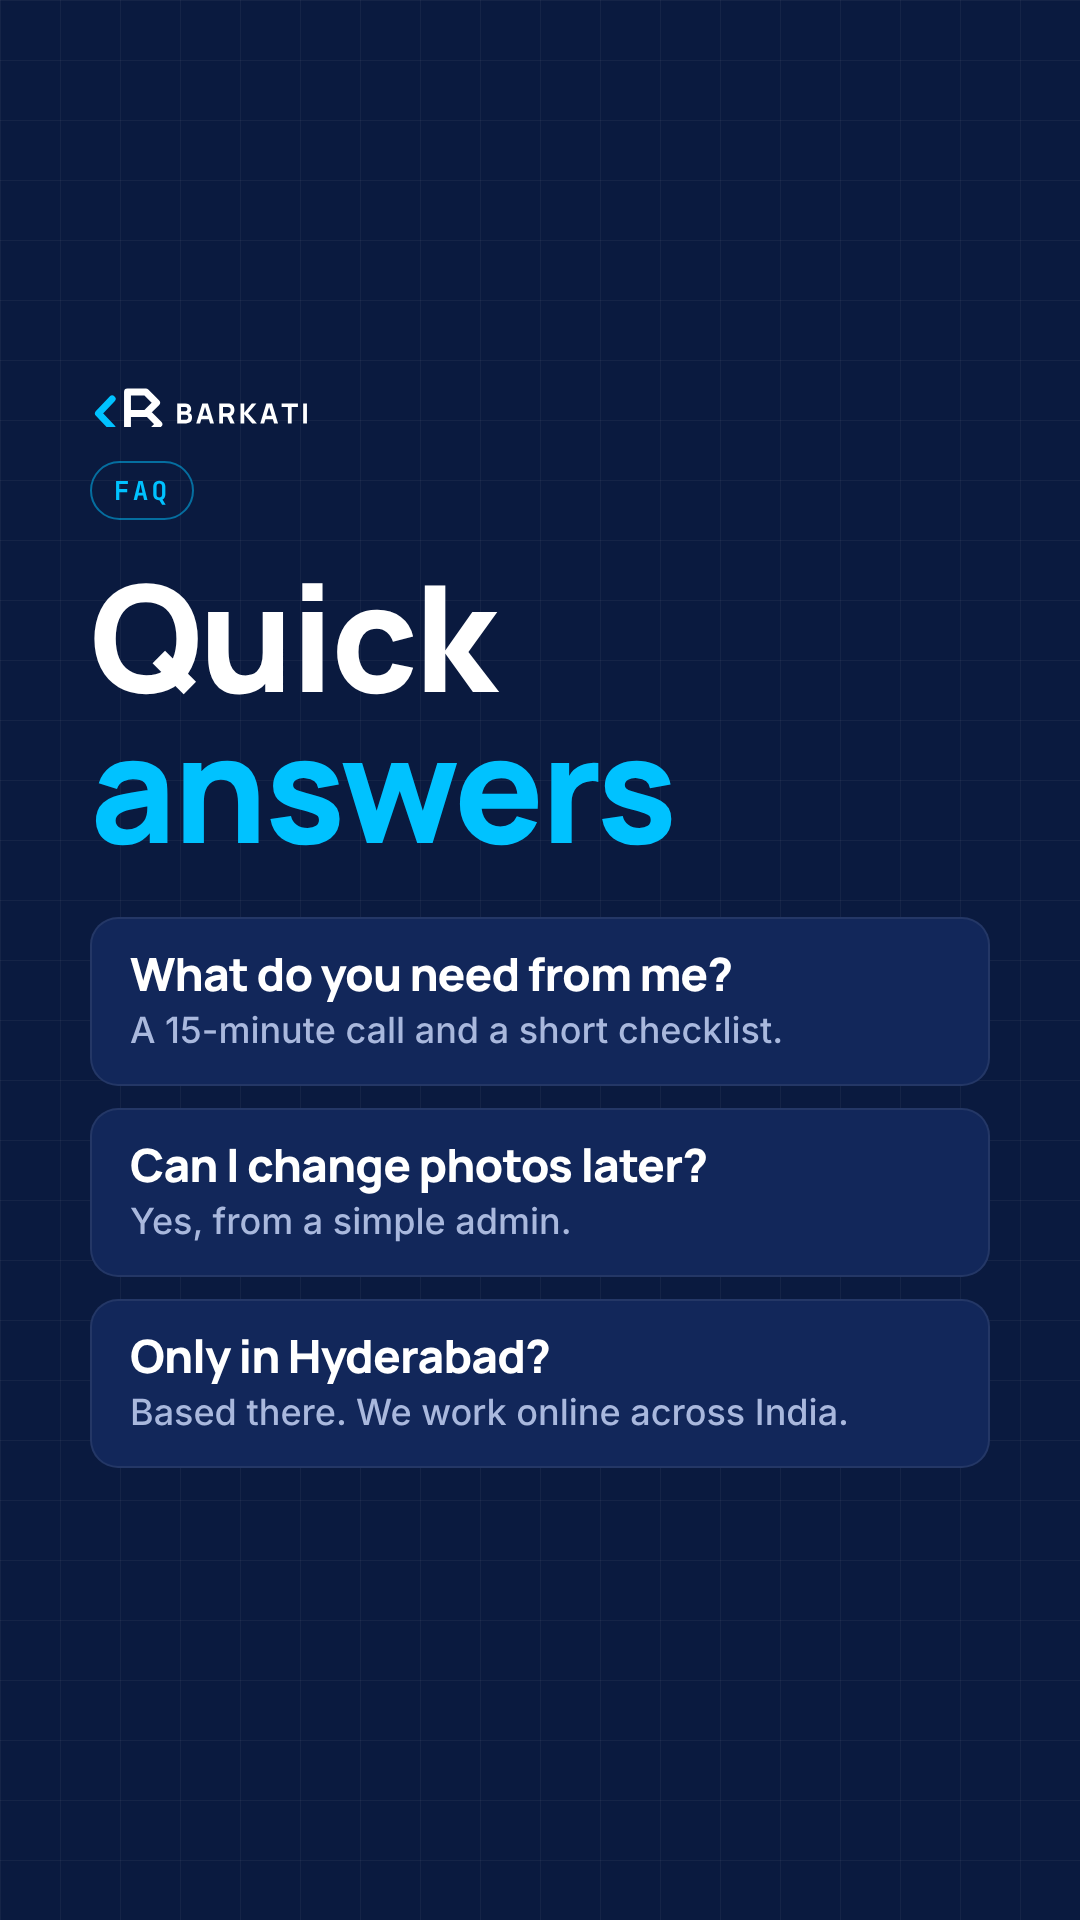 BARKATI
FAQ
Quick
answers
What do you need from me?
A 15-minute call and a short checklist.
Can I change photos later?
Yes, from a simple admin.
Only in Hyderabad?
Based there. We work online across India.